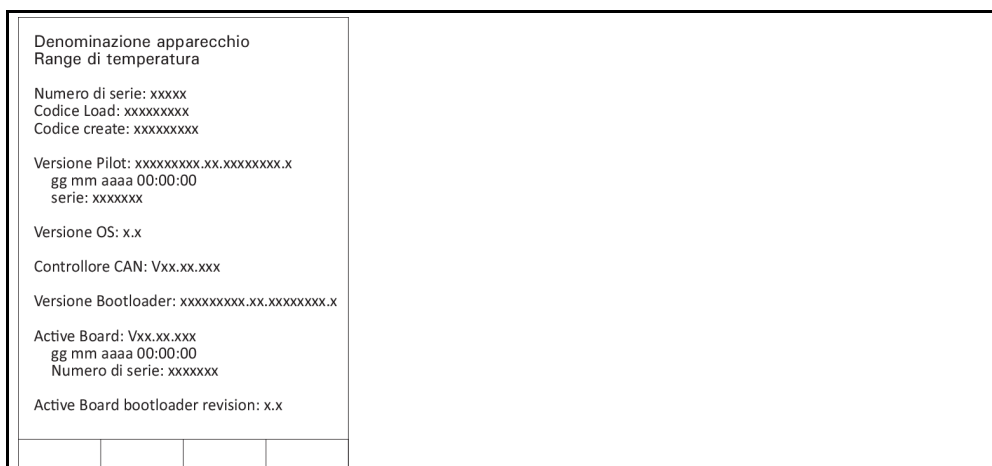 Denominazione apparecchio
Range di temperatura
Numero di serie: xxxxx
Codice Load: xxxxxxxxx
Codice create: xxxxxxxxx
Versione Pilot: xxxxxxxxx.xx.xxxxxxxx.x
gg mm aaaa 00:00:00
serie: xxxxxxx
Versione OS: x.x
Controllore CAN: Vxx.xx.xxx
Versione Bootloader: xxxxxxxxx.xx.xxxxxxxx.x
Active Board: Vxx.xx.xxx
gg mm aaaa 00:00:00
Numero di serie: xxxxxxx
Active Board bootloader revision: x.x